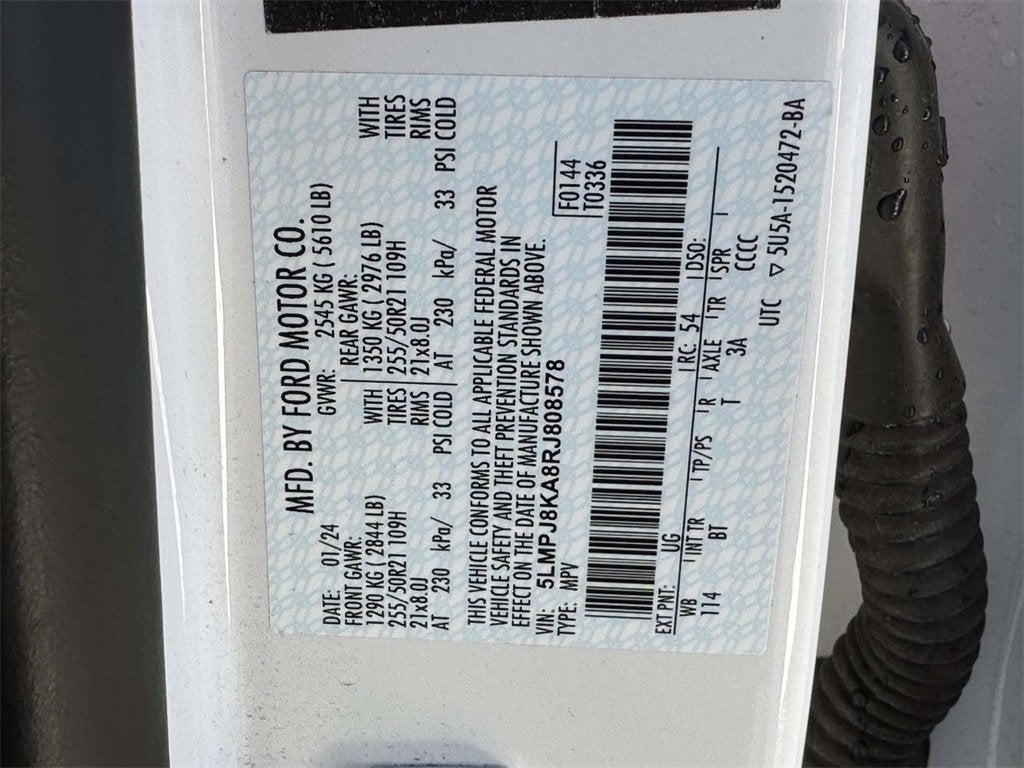 MFD. BY FORD MOTOR CO.
DATE: 01/24 GVWR: 2545 KG ( 5610 LB)
FRONT GAWR: REAR GAWR:
1290 KG ( 2844 LB) WITH 1350 KG ( 2976 LB) WITH
255/50R21 109H TIRES 255/50R21 109H TIRES
21x8.0J RIMS 21x8.0J RIMS
AT 230 kPa/ 33 PSI COLD AT 230 kPa/ 33 PSI COLD
THIS VEHICLE CONFORMS TO ALL APPLICABLE FEDERAL MOTOR
VEHICLE SAFETY AND THEFT PREVENTION STANDARDS IN
EFFECT ON THE DATE OF MANUFACTURE SHOWN ABOVE.
VIN: 5LMPJ8KA8RJ808578
TYPE: MPV
F0144
T0336
EXT PNT: UG RC: 54 DSO:
WB INT TR TP/PS R AXLE TR SPR
114 BT T 3A CCCC
UTC ▽ 5U5A-1520472-BA